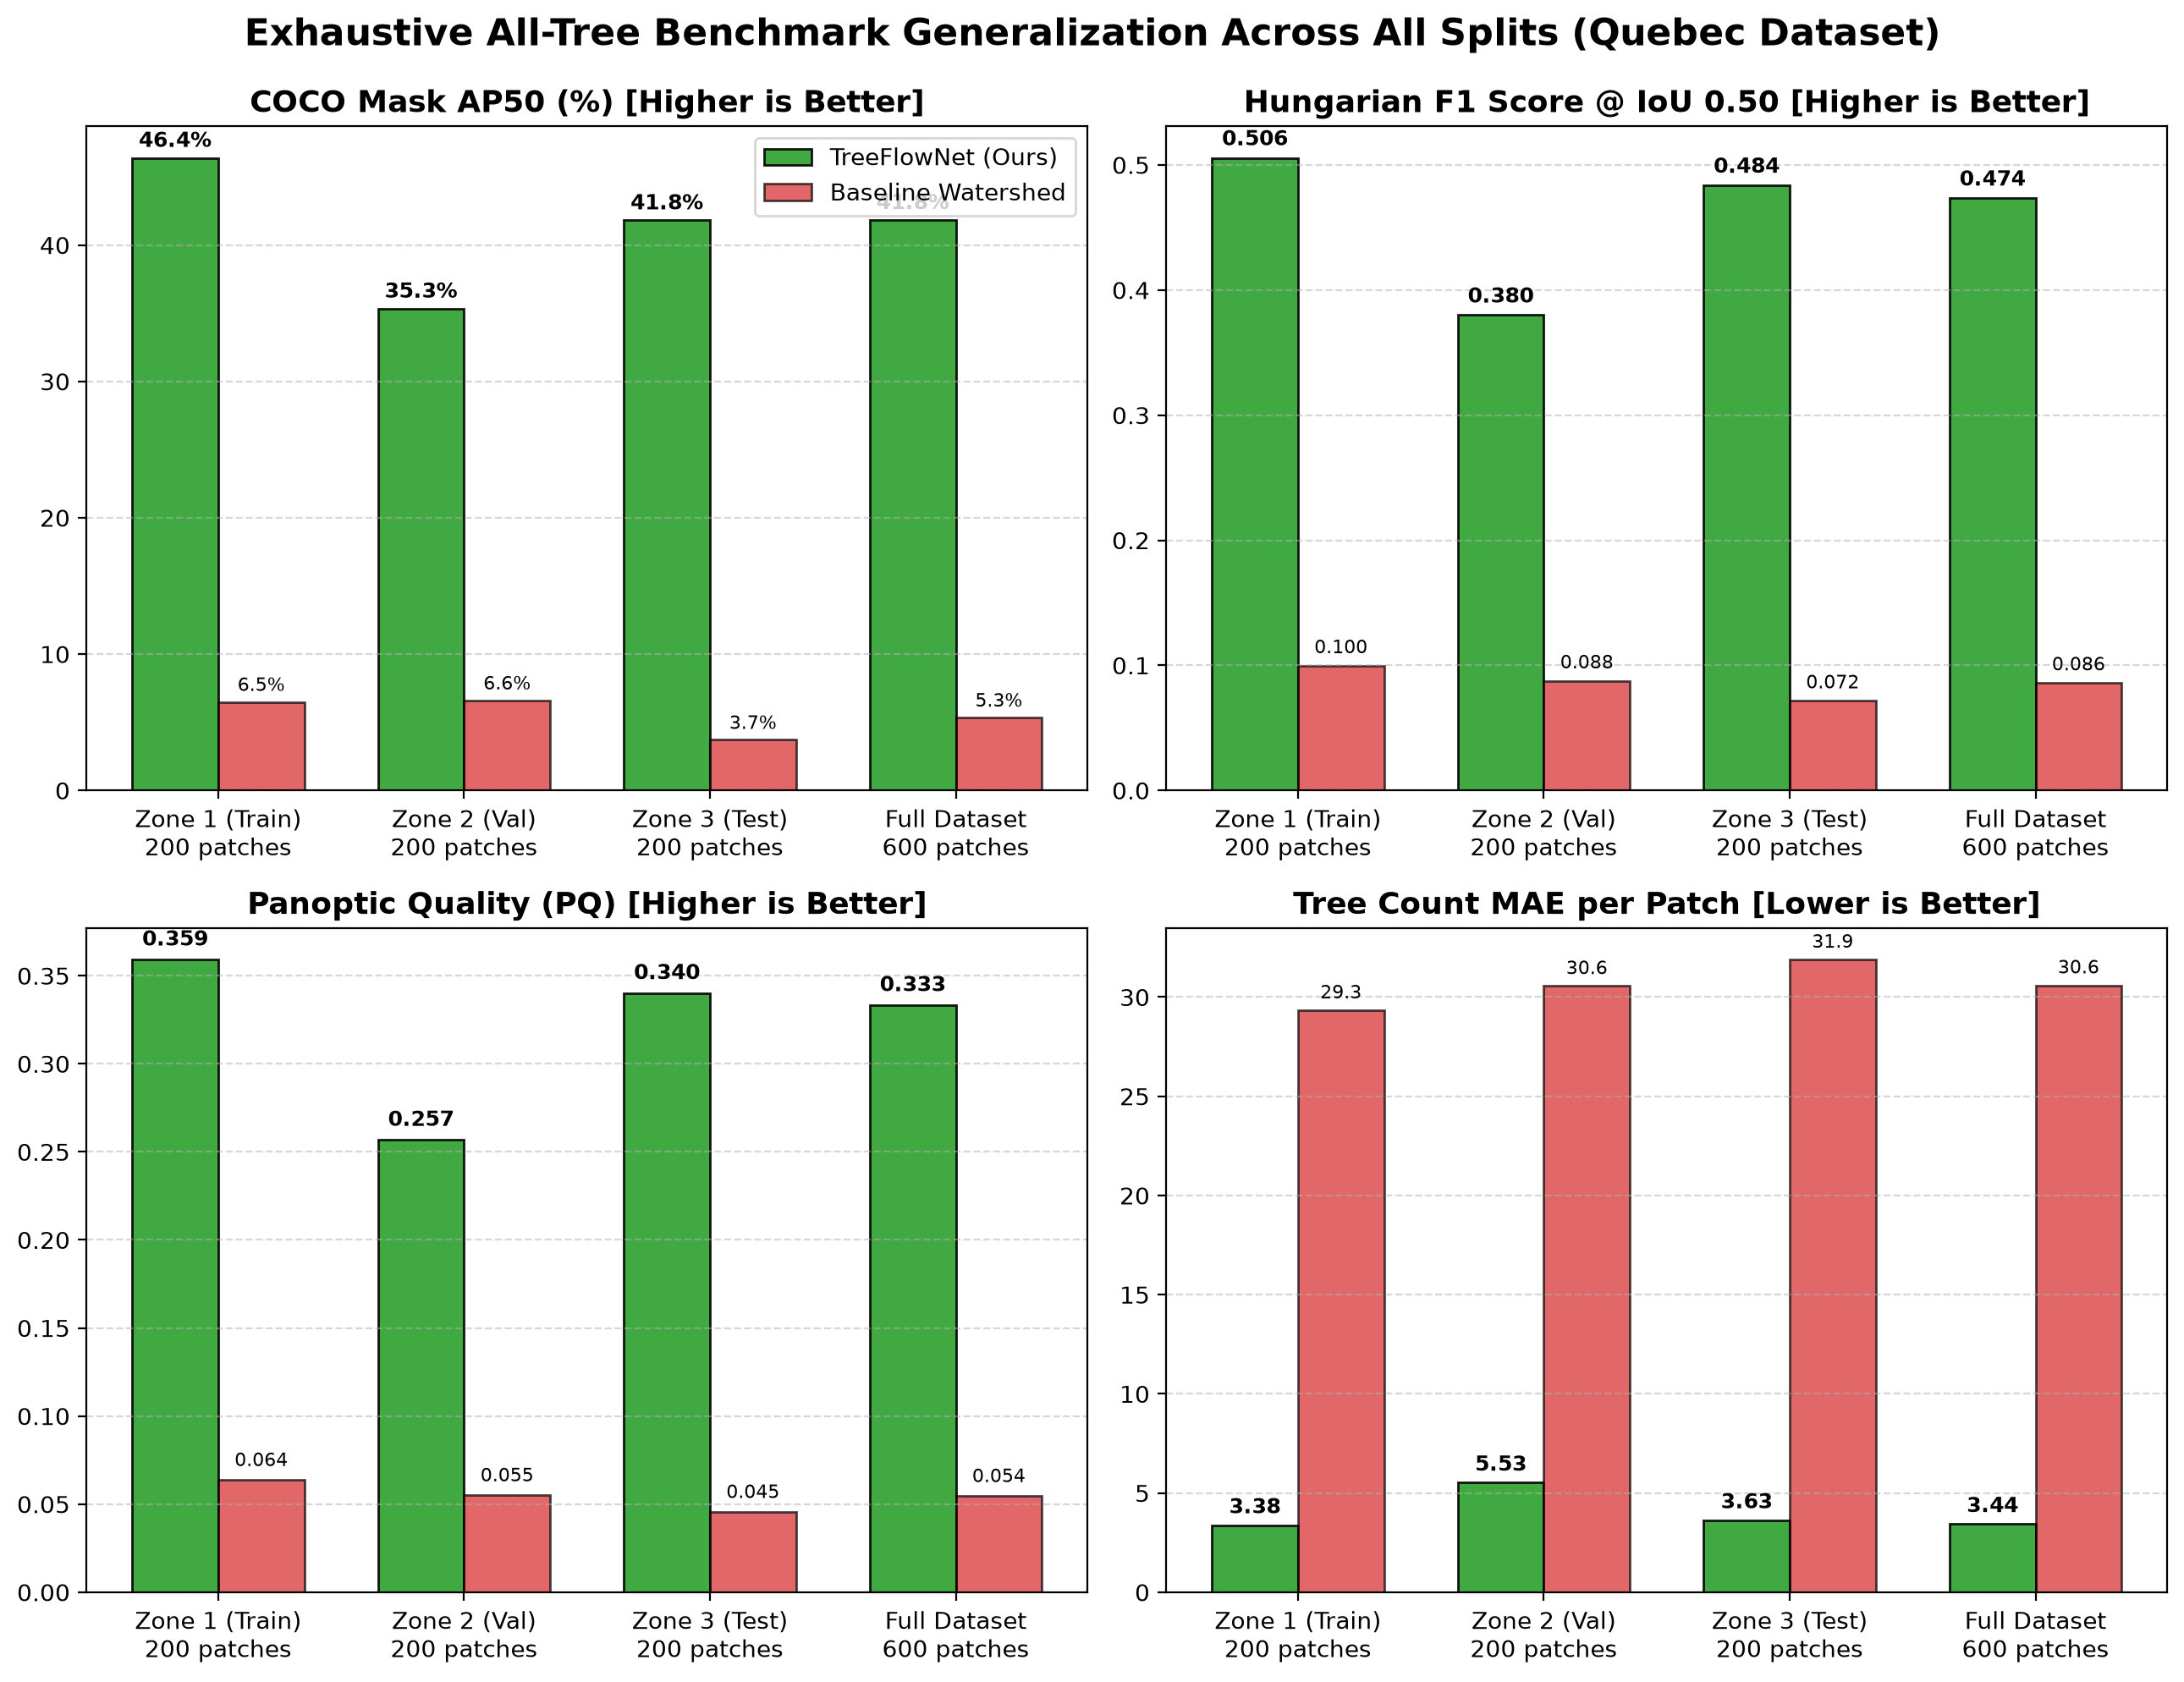 Exhaustive All-Tree Benchmark Generalization Across All Splits (Quebec Dataset)
COCO Mask AP50 (%) [Higher is Better]
46.4%
6.5%
35.3%
6.6%
41.8%
3.7%
41.8%
5.3%
TreeFlowNet (Ours)
Baseline Watershed
40
30
20
10
0
Zone 1 (Train)
200 patches
Zone 2 (Val)
200 patches
Zone 3 (Test)
200 patches
Full Dataset
600 patches
Hungarian F1 Score @ IoU 0.50 [Higher is Better]
0.506
0.100
0.380
0.088
0.484
0.072
0.474
0.086
0.5
0.4
0.3
0.2
0.1
0.0
Zone 1 (Train)
200 patches
Zone 2 (Val)
200 patches
Zone 3 (Test)
200 patches
Full Dataset
600 patches
Panoptic Quality (PQ) [Higher is Better]
0.359
0.064
0.257
0.055
0.340
0.045
0.333
0.054
0.35
0.30
0.25
0.20
0.15
0.10
0.05
0.00
Zone 1 (Train)
200 patches
Zone 2 (Val)
200 patches
Zone 3 (Test)
200 patches
Full Dataset
600 patches
Tree Count MAE per Patch [Lower is Better]
3.38
29.3
5.53
30.6
3.63
31.9
3.44
30.6
30
25
20
15
10
5
0
Zone 1 (Train)
200 patches
Zone 2 (Val)
200 patches
Zone 3 (Test)
200 patches
Full Dataset
600 patches